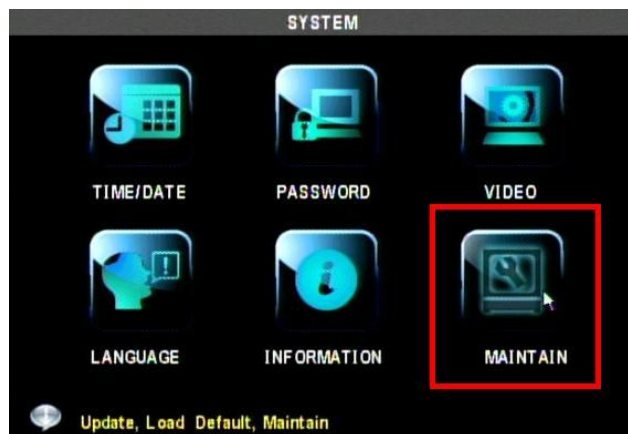 SYSTEM
TIME/DATE PASSWORD VIDEO
LANGUAGE INFORMATION MAINTAIN
Update, Load Default, Maintain